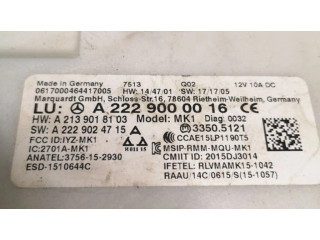 Made in Germany 7513 G02 12V 10A DC
0617000464417005 HW: 14/47.01 SW: 17/17/05
Marquardt GmbH, Schloss-Str.16, 78604 Rietheim-Weilheim, Germany
LU: A 222 900 00 16 CE
HW: A 213 901 81 03 Model: MK1 Diag: 0032
SW: A 222 902 47 15 3350.5121
FCC ID:IYZ-MK1 CCAE15LP1190T5
IC:2701A-MK1 MSIP-RMM-MQU-MK1
ANATEL:3756-15-2930 CMIIT ID: 2015DJ3014
ESD-1510644C IFETEL: RLVMAMK15-1042
RAAU/14C/0615/S(15-1057)